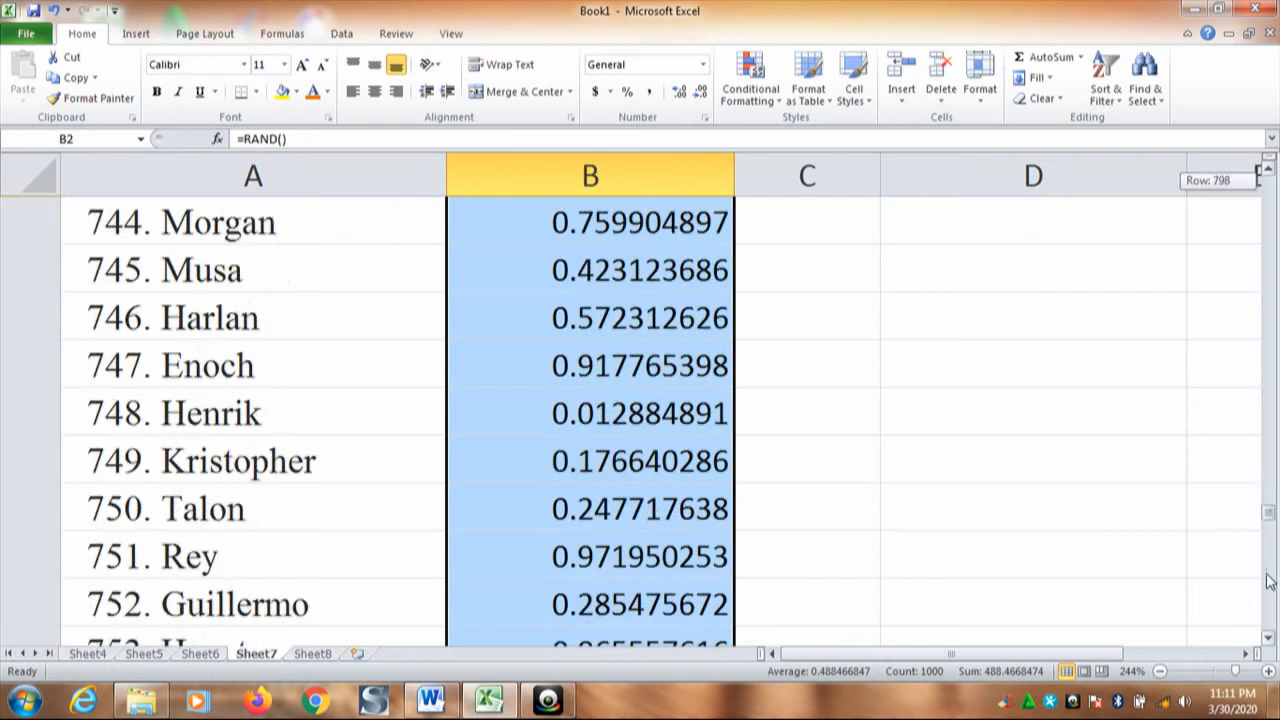 Book1 - Microsoft Excel
File Home Insert Page Layout Formulas Data Review View
Cut
Copy
Format Painter
Paste
Clipboard
Calibri 11
Font
Wrap Text
Merge & Center
Alignment
General
Number
Conditional Formatting
Format as Table
Cell Styles
Styles
Insert Delete Format
Cells
AutoSum
Fill
Clear
Sort & Filter
Find & Select
Editing
B2 fx =RAND()
A B C D
Row: 798
744. Morgan 0.759904897
745. Musa 0.423123686
746. Harlan 0.572312626
747. Enoch 0.917765398
748. Henrik 0.012884891
749. Kristopher 0.176640286
750. Talon 0.247717638
751. Rey 0.971950253
752. Guillermo 0.285475672
Sheet4 Sheet5 Sheet6 Sheet7 Sheet8
Ready Average: 0.488466847 Count: 1000 Sum: 488.4668474 244%
11:11 PM
3/30/2020